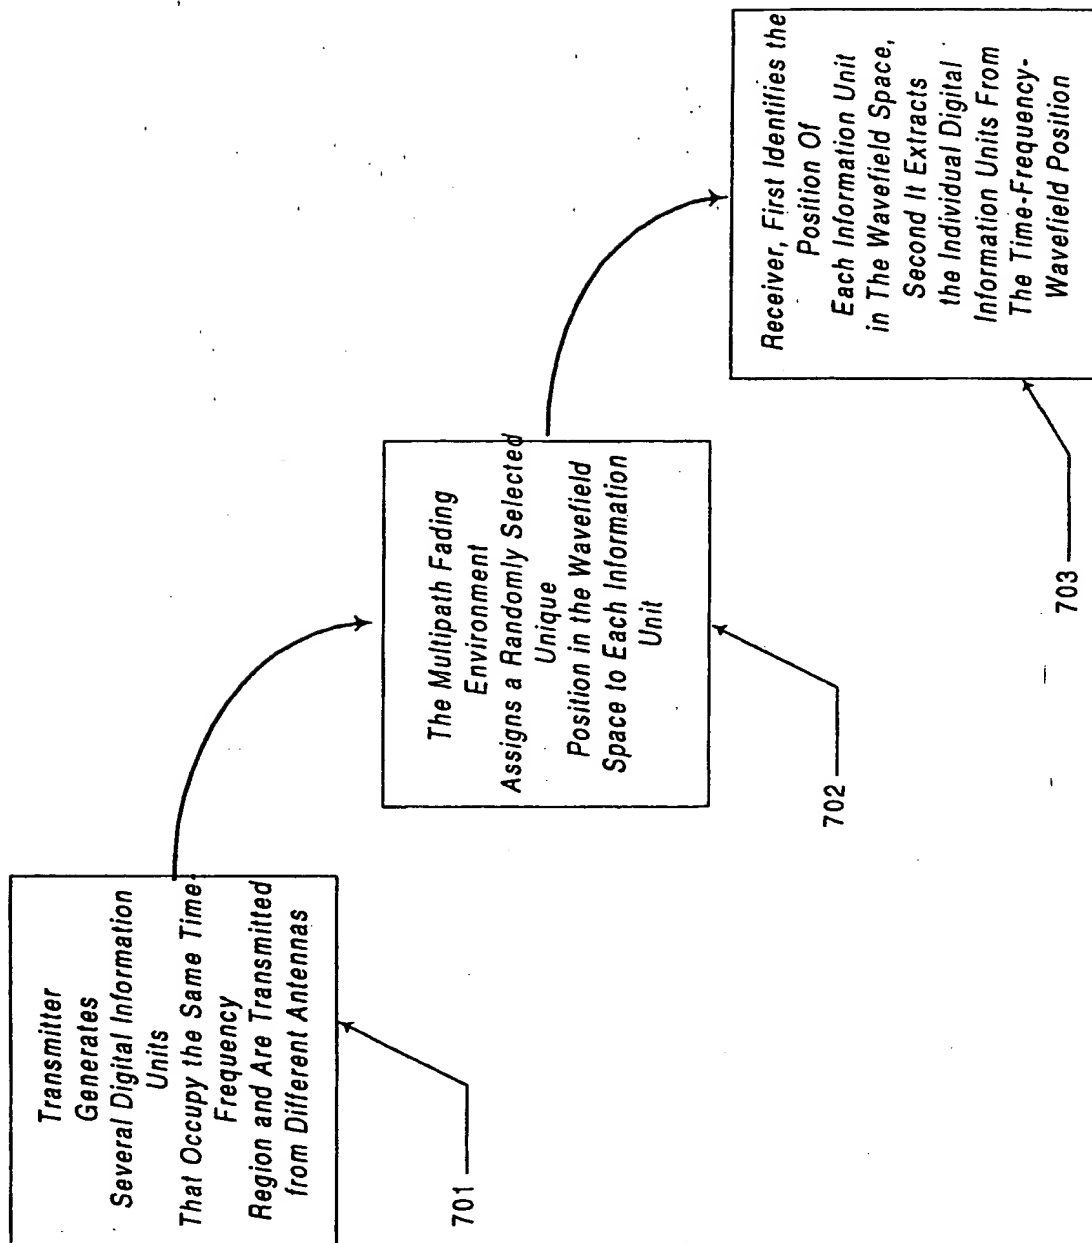 Transmitter
Generates
Several Digital Information
Units
That Occupy the Same Time-
Frequency
Region and Are Transmitted
from Different Antennas
701
The Multipath Fading
Environment
Assigns a Randomly Selected
Unique
Position in the Wavefield
Space to Each Information
Unit
702
Receiver, First Identifies the
Position Of
Each Information Unit
in The Wavefield Space,
Second It Extracts
the Individual Digital
Information Units From
The Time-Frequency-
Wavefield Position
703